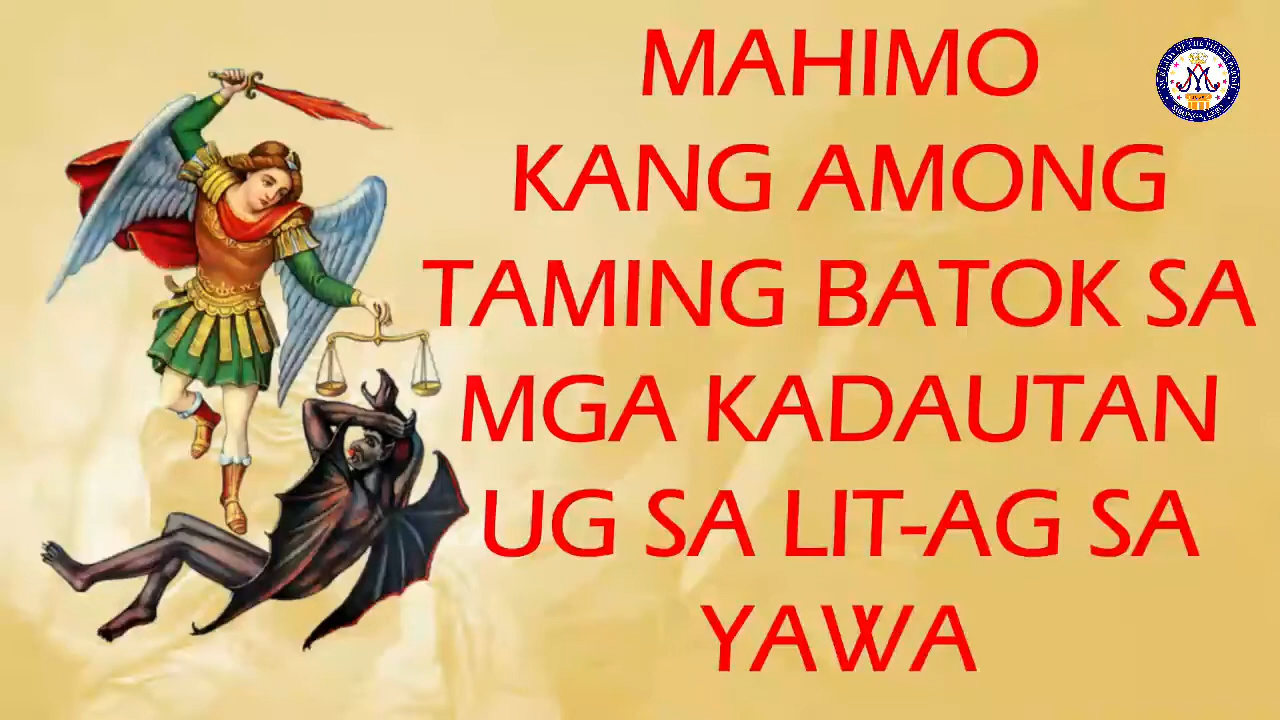 MAHIMO
KANG AMONG
TAMING BATOK SA
MGA KADAUTAN
UG SA LIT-AG SA
YAWA